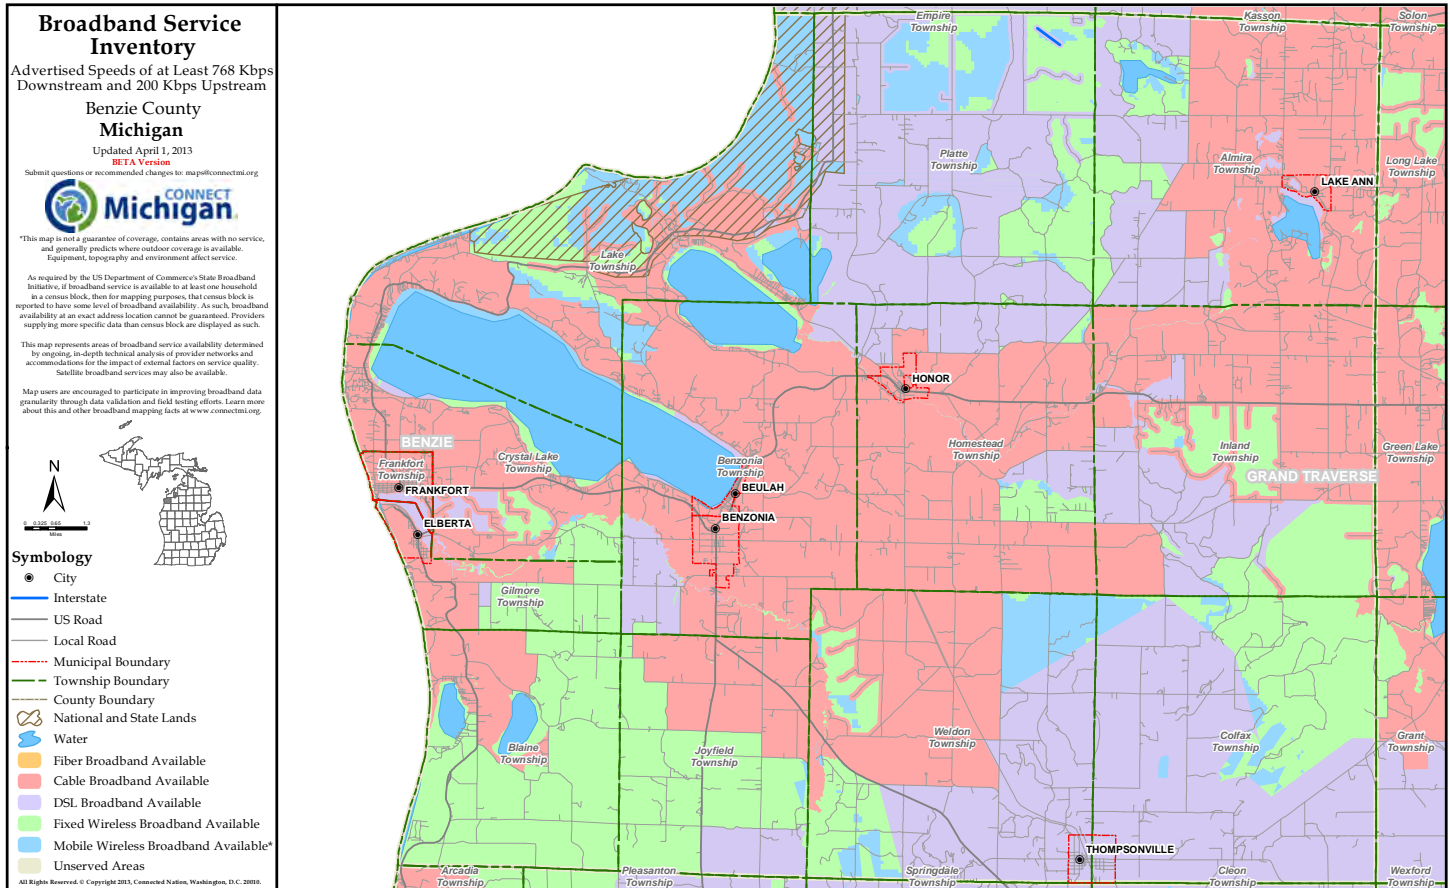 Broadband Service
Inventory
Advertised Speeds of at Least 768 Kbps
Downstream and 200 Kbps Upstream
Benzie County
Michigan
Updated April 1, 2013
BETA Version
Submit questions or recommended changes to: maps@connectmi.org
CONNECT
Michigan
*This map is not a guarantee of coverage, contains areas with no service,
and generally predicts where outdoor coverage is available.
Equipment, topography and environment affect service.
As required by the US Department of Commerce's State Broadband
Initiative, if broadband service is available to at least one household
in a census block, then for mapping purposes, that census block is
reported to have some level of broadband availability. As such, broadband
availability at an exact address location cannot be guaranteed. Providers
supplying more specific data than census block are displayed as such.
This map represents areas of broadband service availability determined
by ongoing, in-depth technical analysis of provider networks and
accommodations for the impact of external factors on service quality.
Satellite broadband services may also be available.
Map users are encouraged to participate in improving broadband data
granularity through data validation and field testing efforts. Learn more
about this and other broadband mapping facts at www.connectmi.org.
N
0 0.325 0.65 1.3
Miles
Symbology
City
Interstate
US Road
Local Road
Municipal Boundary
Township Boundary
County Boundary
National and State Lands
Water
Fiber Broadband Available
Cable Broadband Available
DSL Broadband Available
Fixed Wireless Broadband Available
Mobile Wireless Broadband Available*
Unserved Areas
All Rights Reserved. © Copyright 2013, Connected Nation, Washington, D.C. 20010.
Empire
Township
Kasson
Township
Solon
Township
Platte
Township
Almira
Township
Long Lake
Township
LAKE ANN
Lake
Township
HONOR
BENZIE
Crystal Lake
Township
Frankfort
Township
FRANKFORT
ELBERTA
Benzonia
Township
BEULAH
BENZONIA
Homestead
Township
Inland
Township
Green Lake
Township
GRAND TRAVERSE
Gilmore
Township
Blaine
Township
Joyfield
Township
Weldon
Township
Colfax
Township
Grant
Township
THOMPSONVILLE
Arcadia
Township
Pleasanton
Township
Springdale
Township
Cleon
Township
Wexford
Township